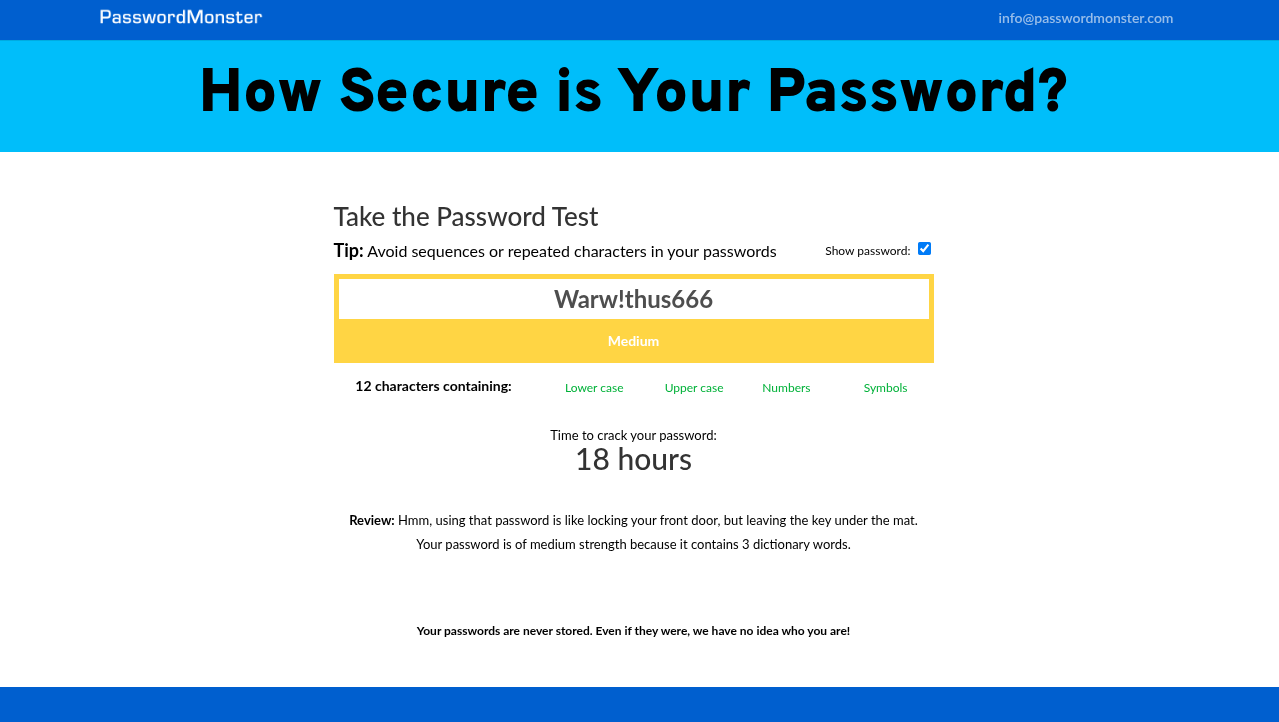 PasswordMonster info@passwordmonster.com
How Secure is Your Password?
Take the Password Test
Tip: Avoid sequences or repeated characters in your passwords Show password:
Warw!thus666
Medium
12 characters containing: Lower case Upper case Numbers Symbols
Time to crack your password:
18 hours
Review: Hmm, using that password is like locking your front door, but leaving the key under the mat.
Your password is of medium strength because it contains 3 dictionary words.
Your passwords are never stored. Even if they were, we have no idea who you are!